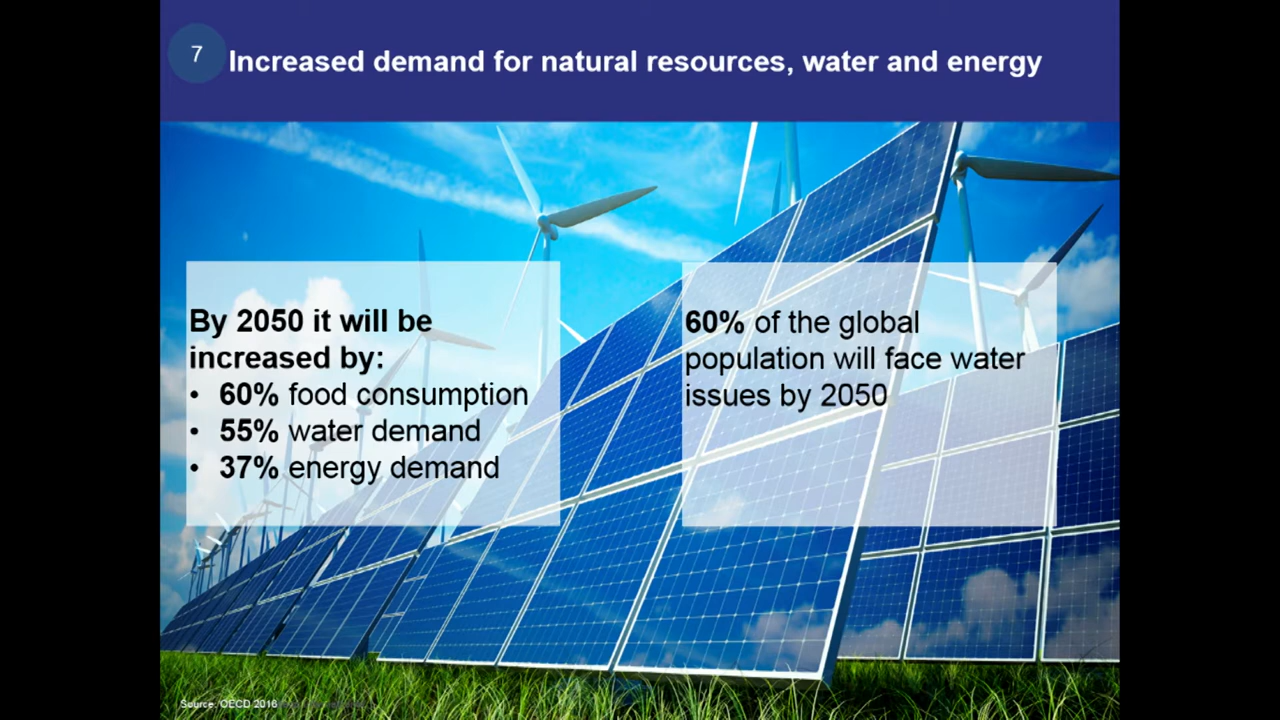 7
Increased demand for natural resources, water and energy
By 2050 it will be
increased by:
• 60% food consumption
• 55% water demand
• 37% energy demand
60% of the global
population will face water
issues by 2050
Source: OECD 2016